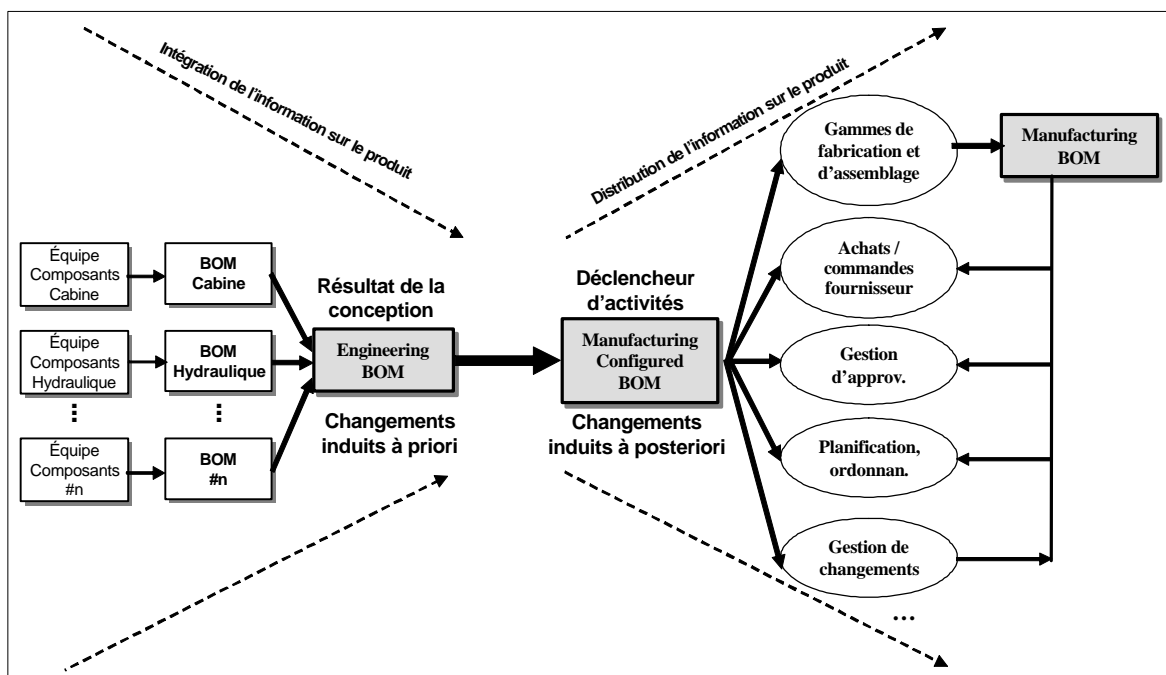 Intégration de l'information sur le produit
Distribution de l'information sur le produit
Équipe
Composants
Cabine
BOM
Cabine
Équipe
Composants
Hydraulique
BOM
Hydraulique
Équipe
Composants
#n
BOM
#n
Résultat de la
conception
Engineering
BOM
Changements
induits à priori
Déclencheur
d'activités
Manufacturing
Configured
BOM
Changements
induits à posteriori
Gammes de
fabrication et
d'assemblage
Manufacturing
BOM
Achats /
commandes
fournisseur
Gestion
d'approv.
Planification,
ordonnan.
Gestion de
changements
...